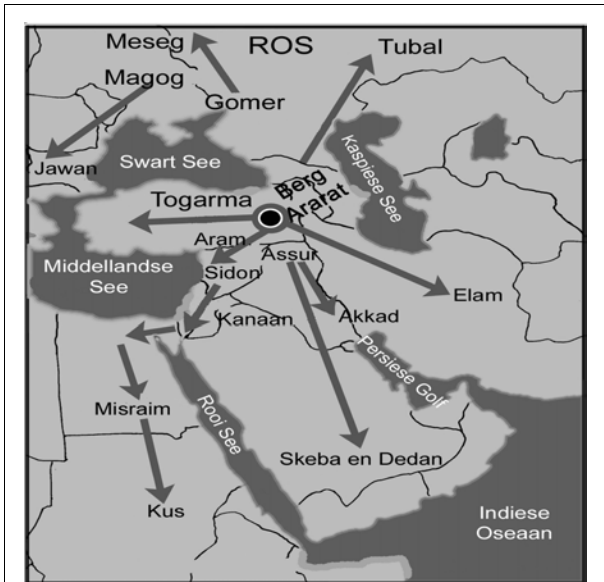 Meseg
ROS
Tubal
Magog
Gomer
Kaspiese See
Swart See
Jawan
Berg
Ararat
Togarma
Aram
Assur
Middellandse
See
Sidon
Elam
Kanaan
Akkad
Persiese Golf
Misraim
Rooi See
Skeba en Dedan
Kus
Indiese
Oseaan